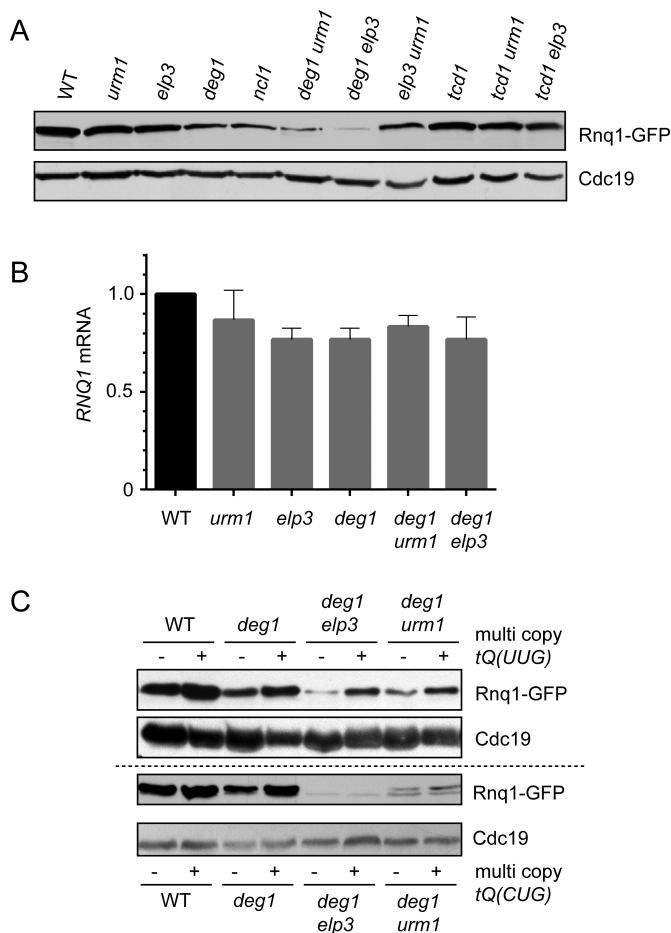 A
WT urm1 elp3 deg1 ncl1 deg1 urm1 deg1 elp3 elp3 urm1 tcd1 tcd1 urm1 tcd1 elp3
Rnq1-GFP
Cdc19
B
RNQ1 mRNA
1.0
0.5
0
WT urm1 elp3 deg1 deg1 deg1
urm1 elp3
C
deg1 deg1
WT deg1 elp3 urm1
multi copy
- + - + - + - + tQ(UUG)
Rnq1-GFP
Cdc19
Rnq1-GFP
Cdc19
- + - + - + - + multi copy
tQ(CUG)
WT deg1 deg1 deg1
elp3 urm1